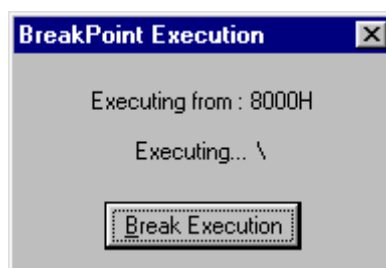 BreakPoint Execution
Executing from : 8000H
Executing... \
Break Execution